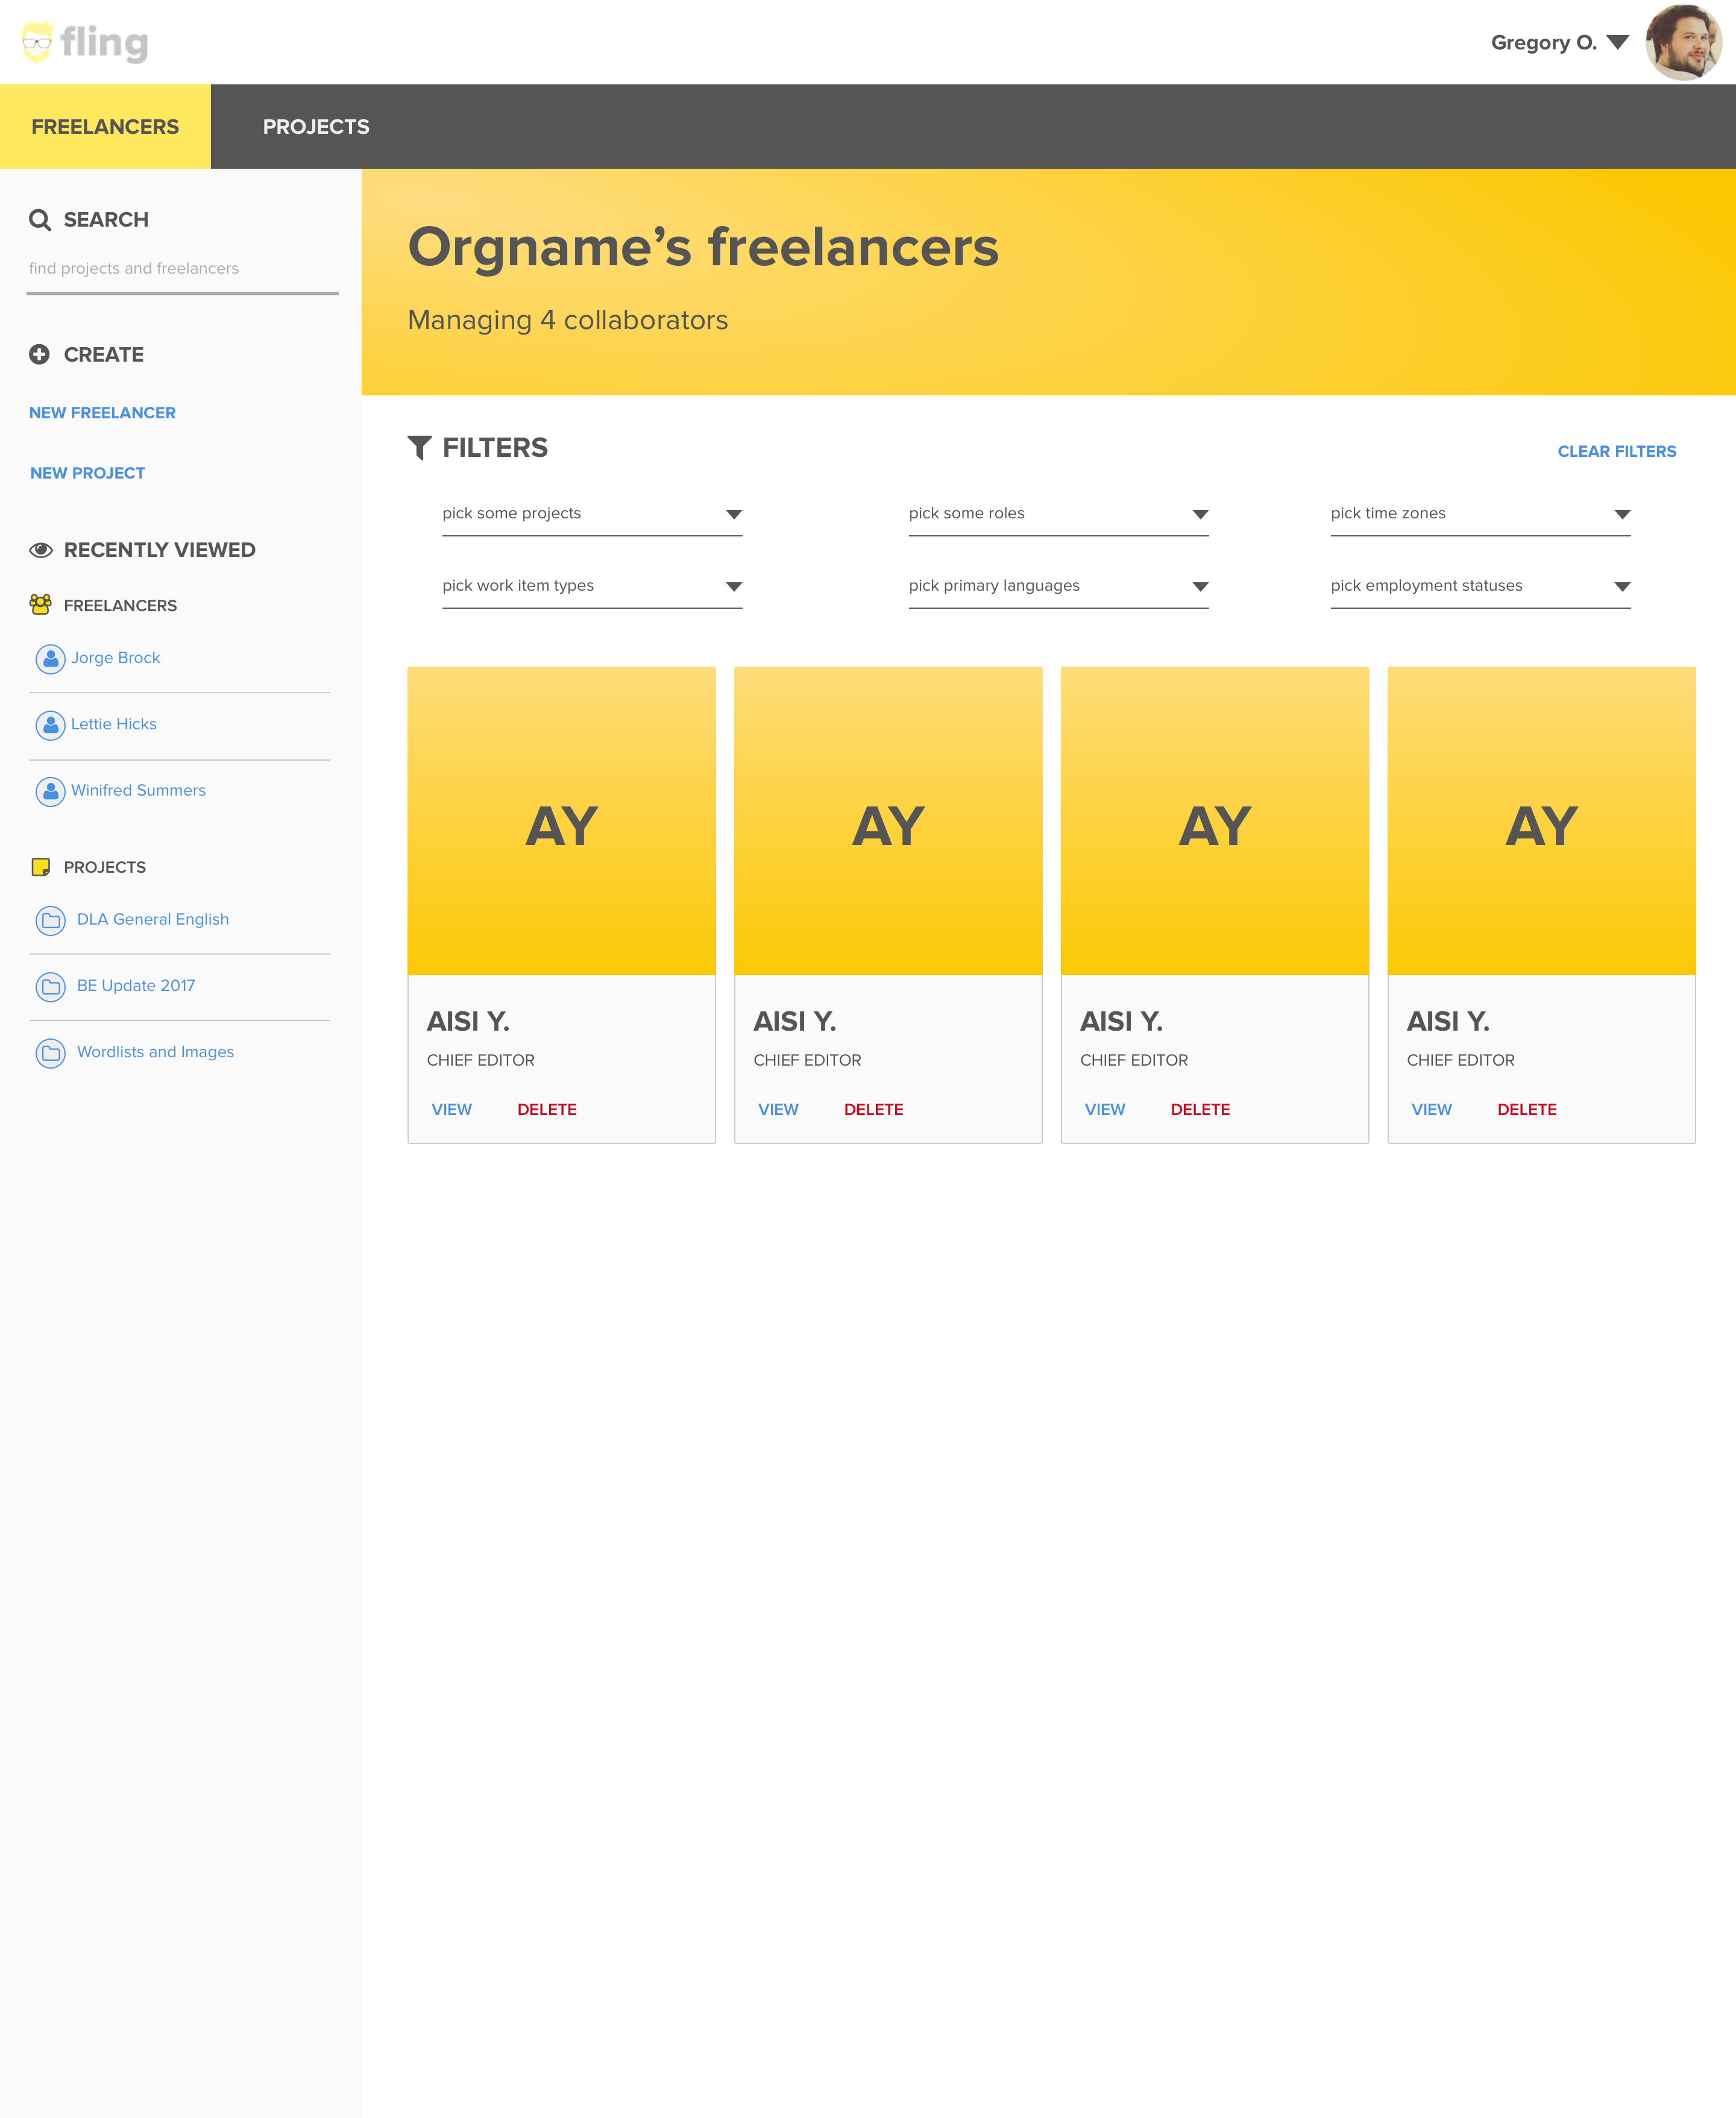 fling
Gregory O.
FREELANCERS
PROJECTS
SEARCH
find projects and freelancers
CREATE
NEW FREELANCER
NEW PROJECT
RECENTLY VIEWED
FREELANCERS
Jorge Brock
Lettie Hicks
Winifred Summers
PROJECTS
DLA General English
BE Update 2017
Wordlists and Images
Orgname’s freelancers
Managing 4 collaborators
FILTERS
CLEAR FILTERS
pick some projects
pick some roles
pick time zones
pick work item types
pick primary languages
pick employment statuses
AY
AISI Y.
CHIEF EDITOR
VIEW DELETE
AY
AISI Y.
CHIEF EDITOR
VIEW DELETE
AY
AISI Y.
CHIEF EDITOR
VIEW DELETE
AY
AISI Y.
CHIEF EDITOR
VIEW DELETE